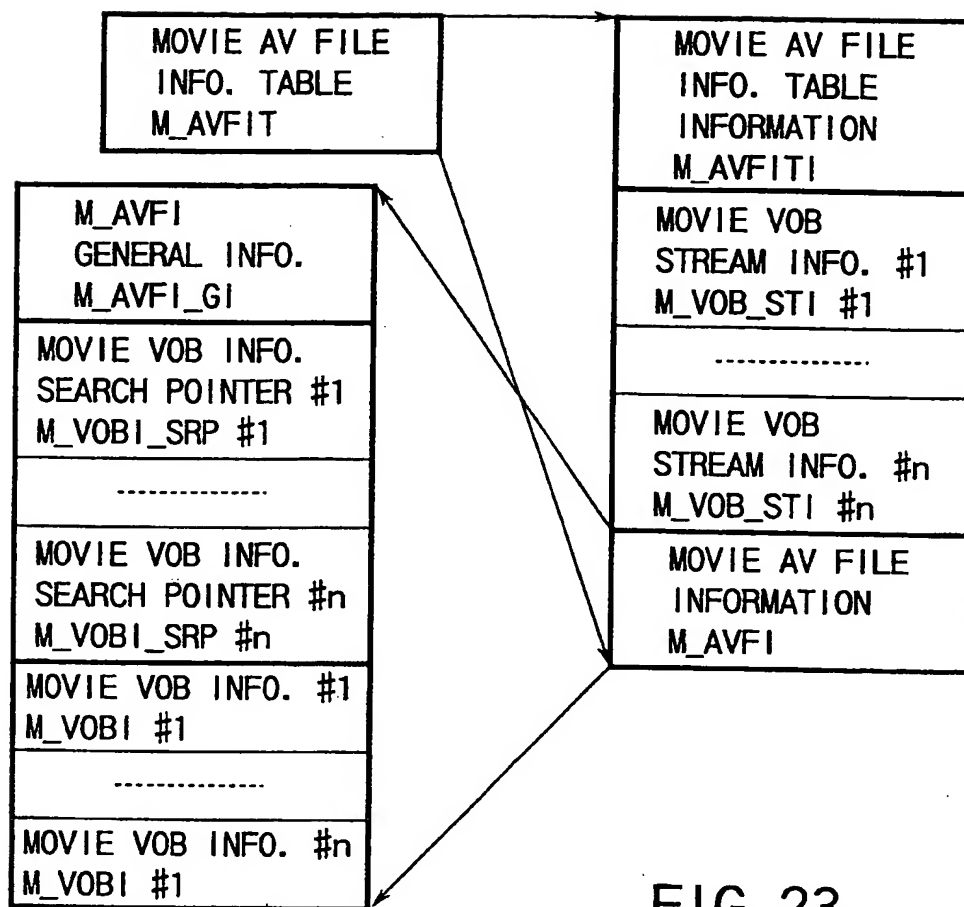 MOVIE AV FILE
INFO. TABLE
M_AVFIT
MOVIE AV FILE
INFO. TABLE
INFORMATION
M_AVFITI
MOVIE VOB
STREAM INFO. #1
M_VOB_STI #1
---------------
MOVIE VOB
STREAM INFO. #n
M_VOB_STI #n
MOVIE AV FILE
INFORMATION
M_AVFI
M_AVFI
GENERAL INFO.
M_AVFI_GI
MOVIE VOB INFO.
SEARCH POINTER #1
M_VOBI_SRP #1
---------------
MOVIE VOB INFO.
SEARCH POINTER #n
M_VOBI_SRP #n
MOVIE VOB INFO. #1
M_VOBI #1
---------------
MOVIE VOB INFO. #n
M_VOBI #1
FIG. 23